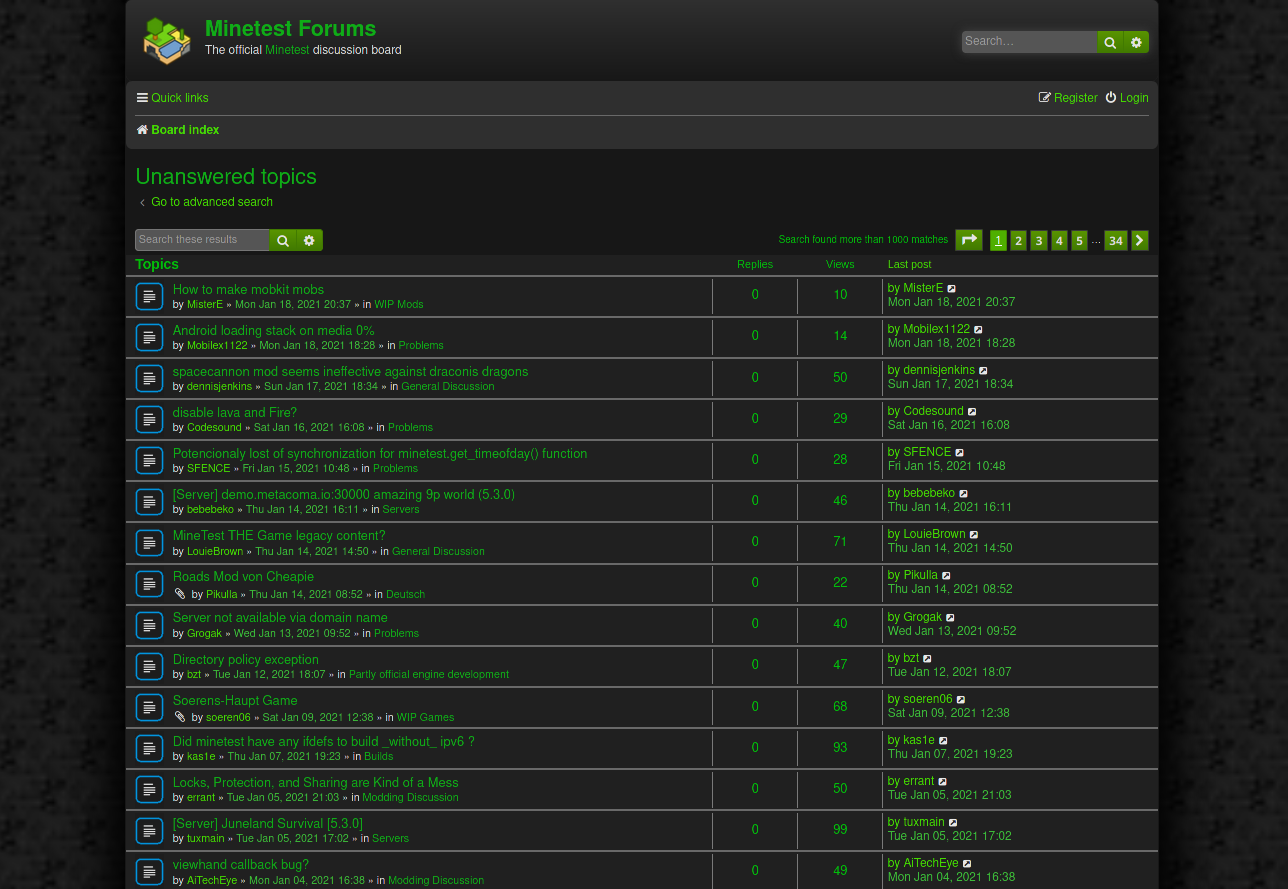 Minetest Forums
The official Minetest discussion board
Search…
Quick links
Register Login
Board index
Unanswered topics
Go to advanced search
Search these results
Search found more than 1000 matches 1 2 3 4 5 … 34
Topics Replies Views Last post
How to make mobkit mobs
by MisterE » Mon Jan 18, 2021 20:37 » in WIP Mods
0 10
by MisterE
Mon Jan 18, 2021 20:37
Android loading stack on media 0%
by Mobilex1122 » Mon Jan 18, 2021 18:28 » in Problems
0 14
by Mobilex1122
Mon Jan 18, 2021 18:28
spacecannon mod seems ineffective against draconis dragons
by dennisjenkins » Sun Jan 17, 2021 18:34 » in General Discussion
0 50
by dennisjenkins
Sun Jan 17, 2021 18:34
disable lava and Fire?
by Codesound » Sat Jan 16, 2021 16:08 » in Problems
0 29
by Codesound
Sat Jan 16, 2021 16:08
Potencionaly lost of synchronization for minetest.get_timeofday() function
by SFENCE » Fri Jan 15, 2021 10:48 » in Problems
0 28
by SFENCE
Fri Jan 15, 2021 10:48
[Server] demo.metacoma.io:30000 amazing 9p world (5.3.0)
by bebebeko » Thu Jan 14, 2021 16:11 » in Servers
0 46
by bebebeko
Thu Jan 14, 2021 16:11
MineTest THE Game legacy content?
by LouieBrown » Thu Jan 14, 2021 14:50 » in General Discussion
0 71
by LouieBrown
Thu Jan 14, 2021 14:50
Roads Mod von Cheapie
by Pikulla » Thu Jan 14, 2021 08:52 » in Deutsch
0 22
by Pikulla
Thu Jan 14, 2021 08:52
Server not available via domain name
by Grogak » Wed Jan 13, 2021 09:52 » in Problems
0 40
by Grogak
Wed Jan 13, 2021 09:52
Directory policy exception
by bzt » Tue Jan 12, 2021 18:07 » in Partly official engine development
0 47
by bzt
Tue Jan 12, 2021 18:07
Soerens-Haupt Game
by soeren06 » Sat Jan 09, 2021 12:38 » in WIP Games
0 68
by soeren06
Sat Jan 09, 2021 12:38
Did minetest have any ifdefs to build _without_ ipv6 ?
by kas1e » Thu Jan 07, 2021 19:23 » in Builds
0 93
by kas1e
Thu Jan 07, 2021 19:23
Locks, Protection, and Sharing are Kind of a Mess
by errant » Tue Jan 05, 2021 21:03 » in Modding Discussion
0 50
by errant
Tue Jan 05, 2021 21:03
[Server] Juneland Survival [5.3.0]
by tuxmain » Tue Jan 05, 2021 17:02 » in Servers
0 99
by tuxmain
Tue Jan 05, 2021 17:02
viewhand callback bug?
by AiTechEye » Mon Jan 04, 2021 16:38 » in Modding Discussion
0 49
by AiTechEye
Mon Jan 04, 2021 16:38